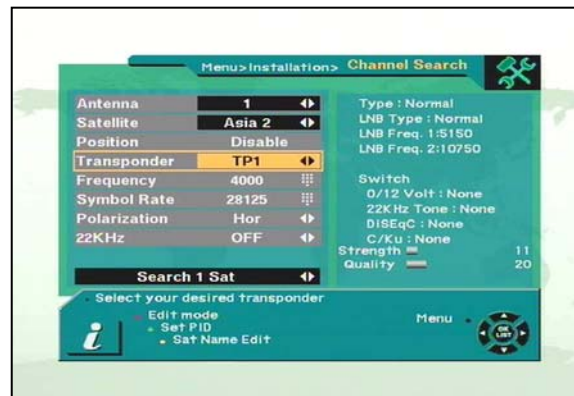 Menu>Installation> Channel Search
Antenna 1
Satellite Asia 2
Position Disable
Transponder TP1
Frequency 4000
Symbol Rate 28125
Polarization Hor
22KHz OFF
Search 1 Sat
Type : Normal
LNB Type : Normal
LNB Freq. 1:5150
LNB Freq. 2:10750
Switch
0/12 Volt : None
22KHz Tone : None
DiSEqC : None
C/Ku : None
Strength 11
Quality 20
Select your desired transponder
Edit mode
Set PID
Sat Name Edit
Menu
OK
LIST